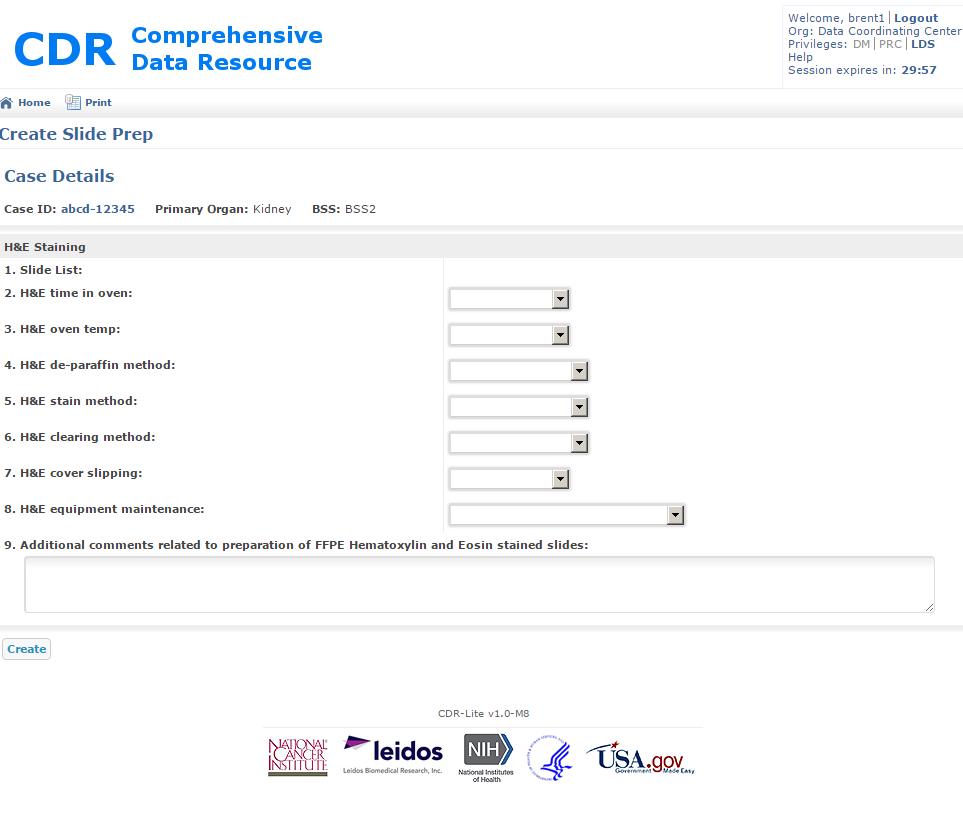 CDR Comprehensive
Data Resource
Welcome, brent1 | Logout
Org: Data Coordinating Center
Privileges: DM | PRC | LDS
Help
Session expires in: 29:57
Home Print
Create Slide Prep
Case Details
Case ID: abcd-12345 Primary Organ: Kidney BSS: BSS2
H&E Staining
1. Slide List:
2. H&E time in oven:
3. H&E oven temp:
4. H&E de-paraffin method:
5. H&E stain method:
6. H&E clearing method:
7. H&E cover slipping:
8. H&E equipment maintenance:
9. Additional comments related to preparation of FFPE Hematoxylin and Eosin stained slides:
Create
CDR-Lite v1.0-M8
NATIONAL
CANCER
INSTITUTE
leidos
Leidos Biomedical Research, Inc.
NIH
National Institutes
of Health
USA.gov
Government Made Easy